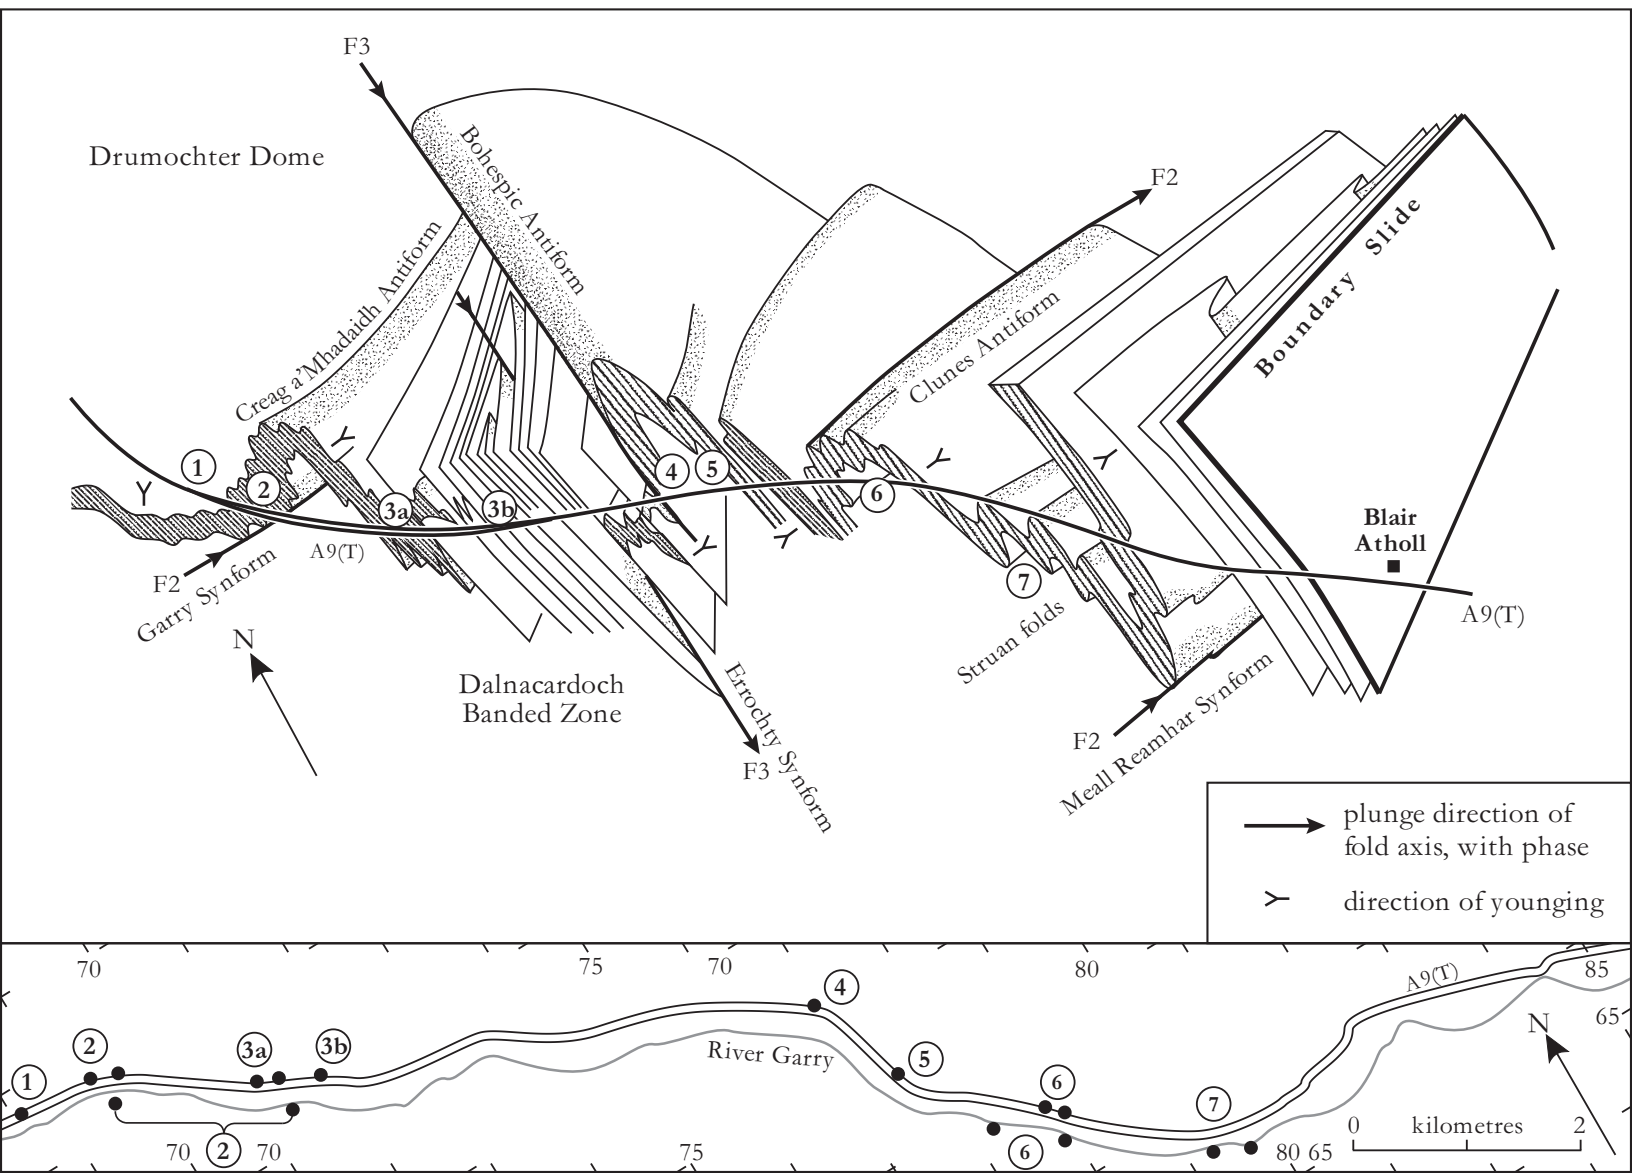 F3
Drumochter Dome
Bohespic Antiform
F2
Creag a'Mhadaidh Antiform
Boundary Slide
Clunes Antiform
1
2
3a
3b
4
5
6
7
A9(T)
F2
Garry Synform
N
Blair
Atholl
A9(T)
Struan folds
Dalnacardoch
Banded Zone
Errochty Synform
F3
F2
Meall Reamhar Synform
plunge direction of
fold axis, with phase
direction of younging
70
75
70
80
85
A9(T)
65
N
4
2
3a
3b
River Garry
5
1
6
7
0
kilometres
2
70
2
70
75
6
80
65